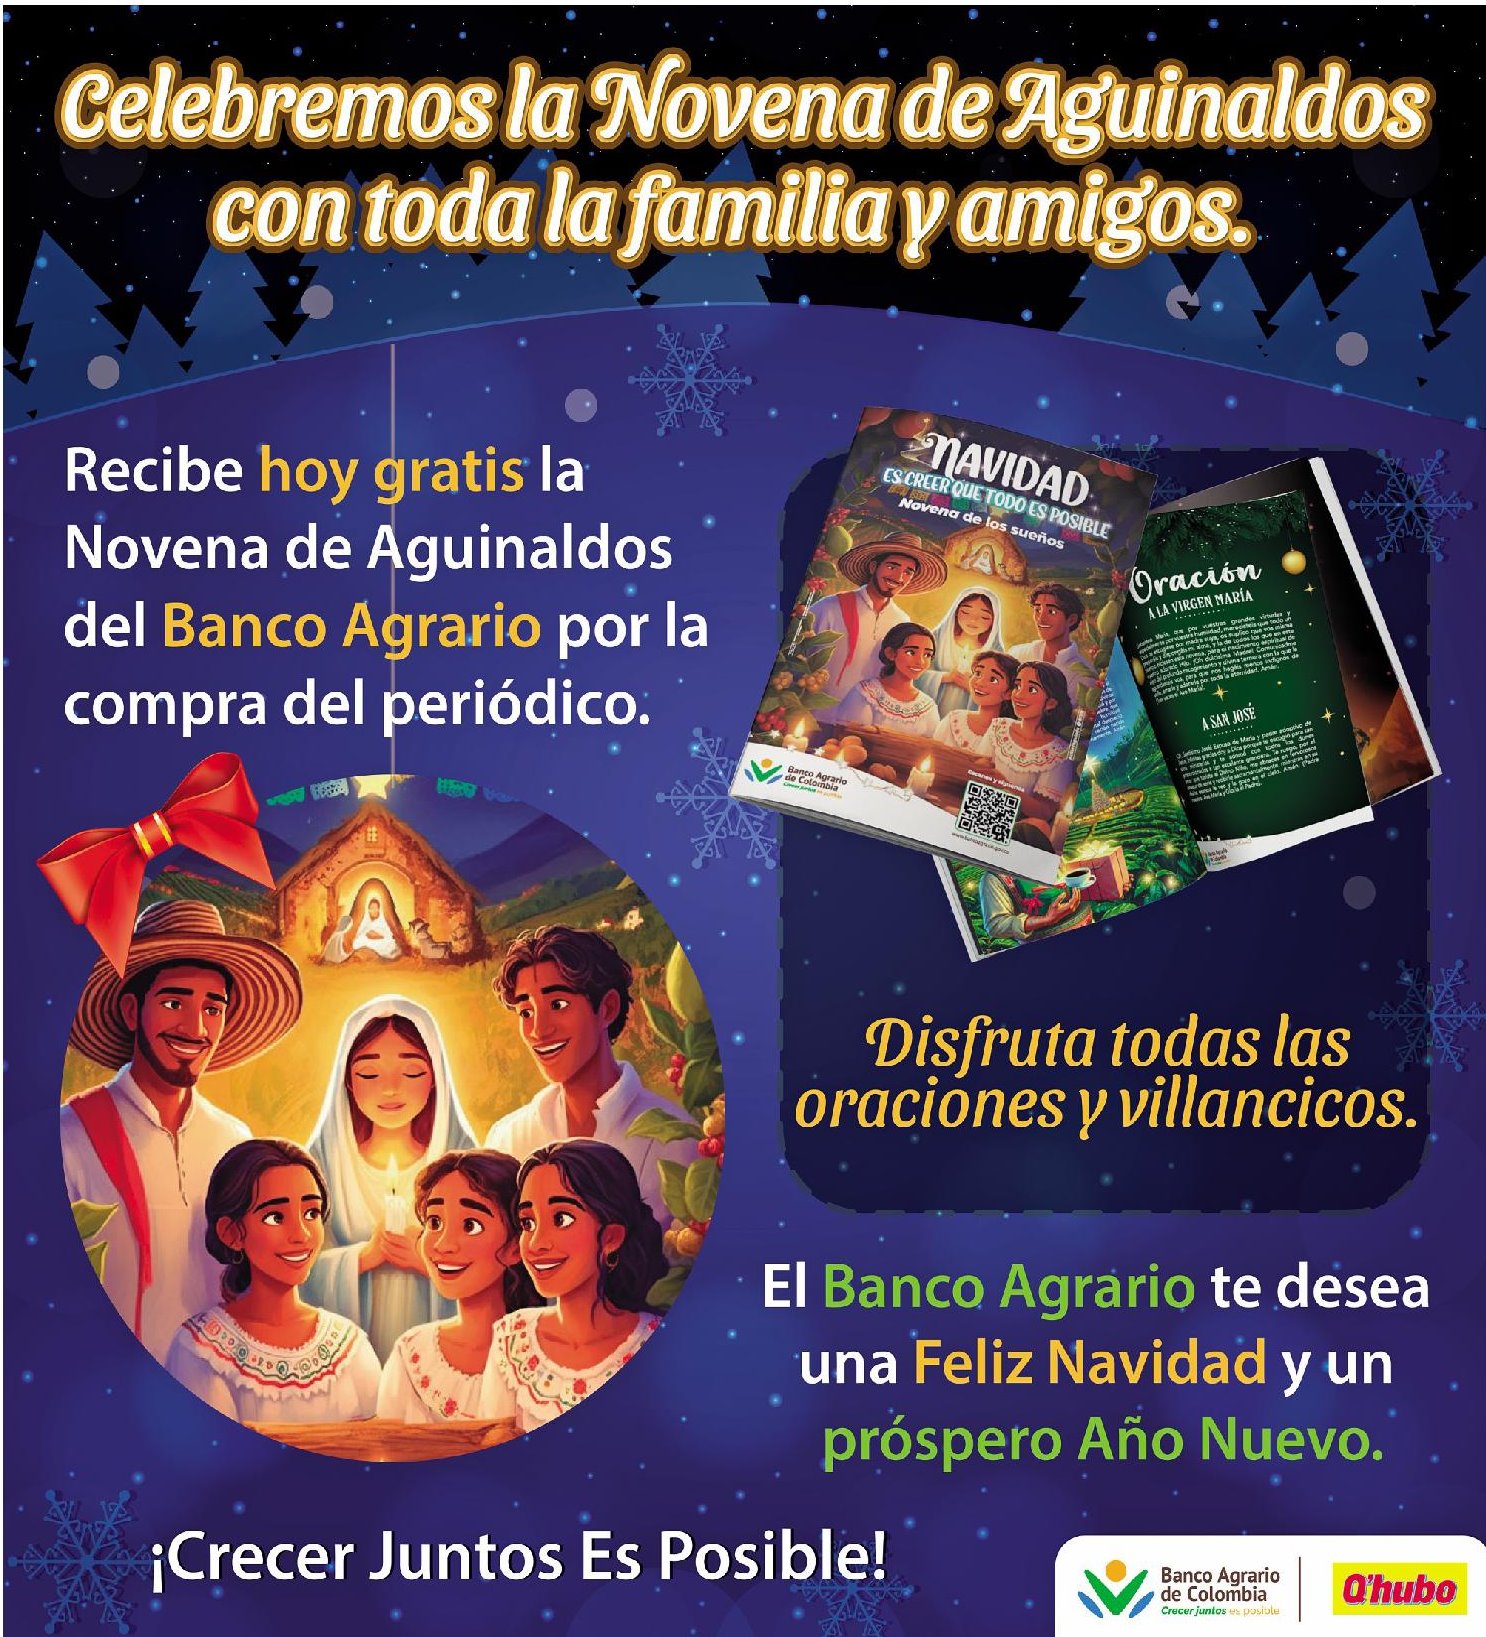 Celebremos la Novena de Aguinaldos
con toda la familia y amigos.
Recibe hoy gratis la
Novena de Aguinaldos
del Banco Agrario por la
compra del periódico.
NAVIDAD
ES CREER QUE TODO ES POSIBLE
Novena de los sueños
Banco Agrario
de Colombia
Crecer juntos es posible
Oración
A LA VIRGEN MARÍA
A SAN JOSÉ
Disfruta todas las
oraciones y villancicos.
El Banco Agrario te desea
una Feliz Navidad y un
próspero Año Nuevo.
¡Crecer Juntos Es Posible!
Banco Agrario
de Colombia
Crecer juntos es posible
Q'hubo